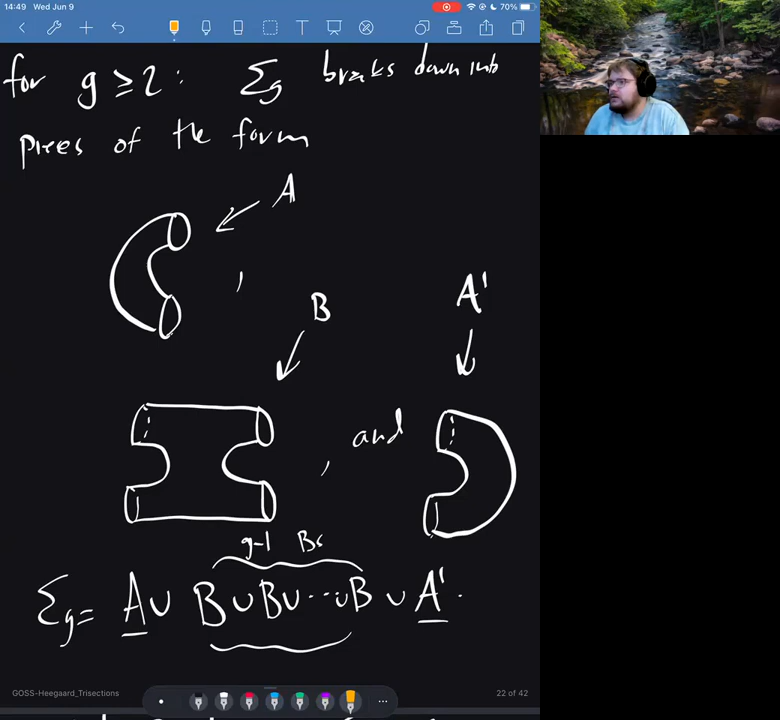 14:49 Wed Jun 9
70%
for g ≥ 2 : Σg breaks down into
pieces of the form
A
,
B
A'
, and
g-1 Bs
Σg = A ∪ B ∪ B ∪ ··· ∪ B ∪ A' .
GOSS-Heegaard_Trisections
22 of 42